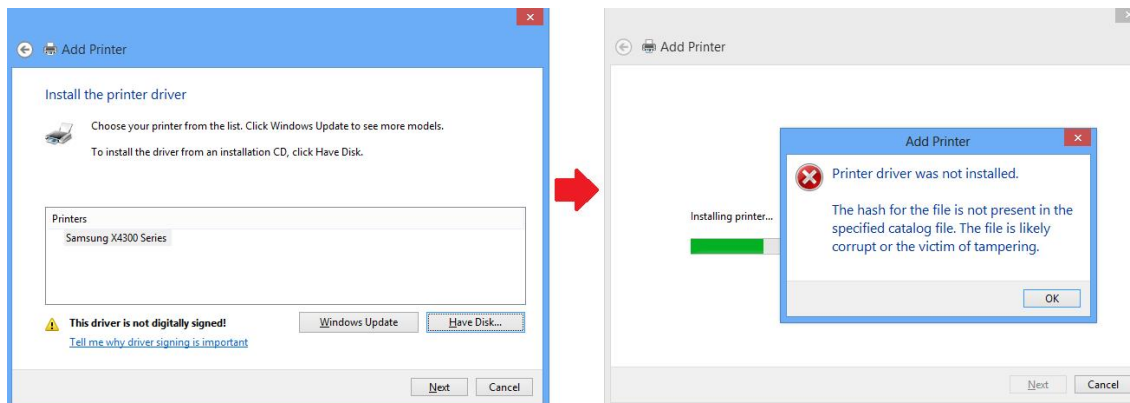 Add Printer
Install the printer driver
Choose your printer from the list. Click Windows Update to see more models.
To install the driver from an installation CD, click Have Disk.
Printers
Samsung X4300 Series
This driver is not digitally signed!
Windows Update
Have Disk...
Tell me why driver signing is important
Next
Cancel
Add Printer
Installing printer...
Add Printer
Printer driver was not installed.
The hash for the file is not present in the
specified catalog file. The file is likely
corrupt or the victim of tampering.
OK
Next
Cancel